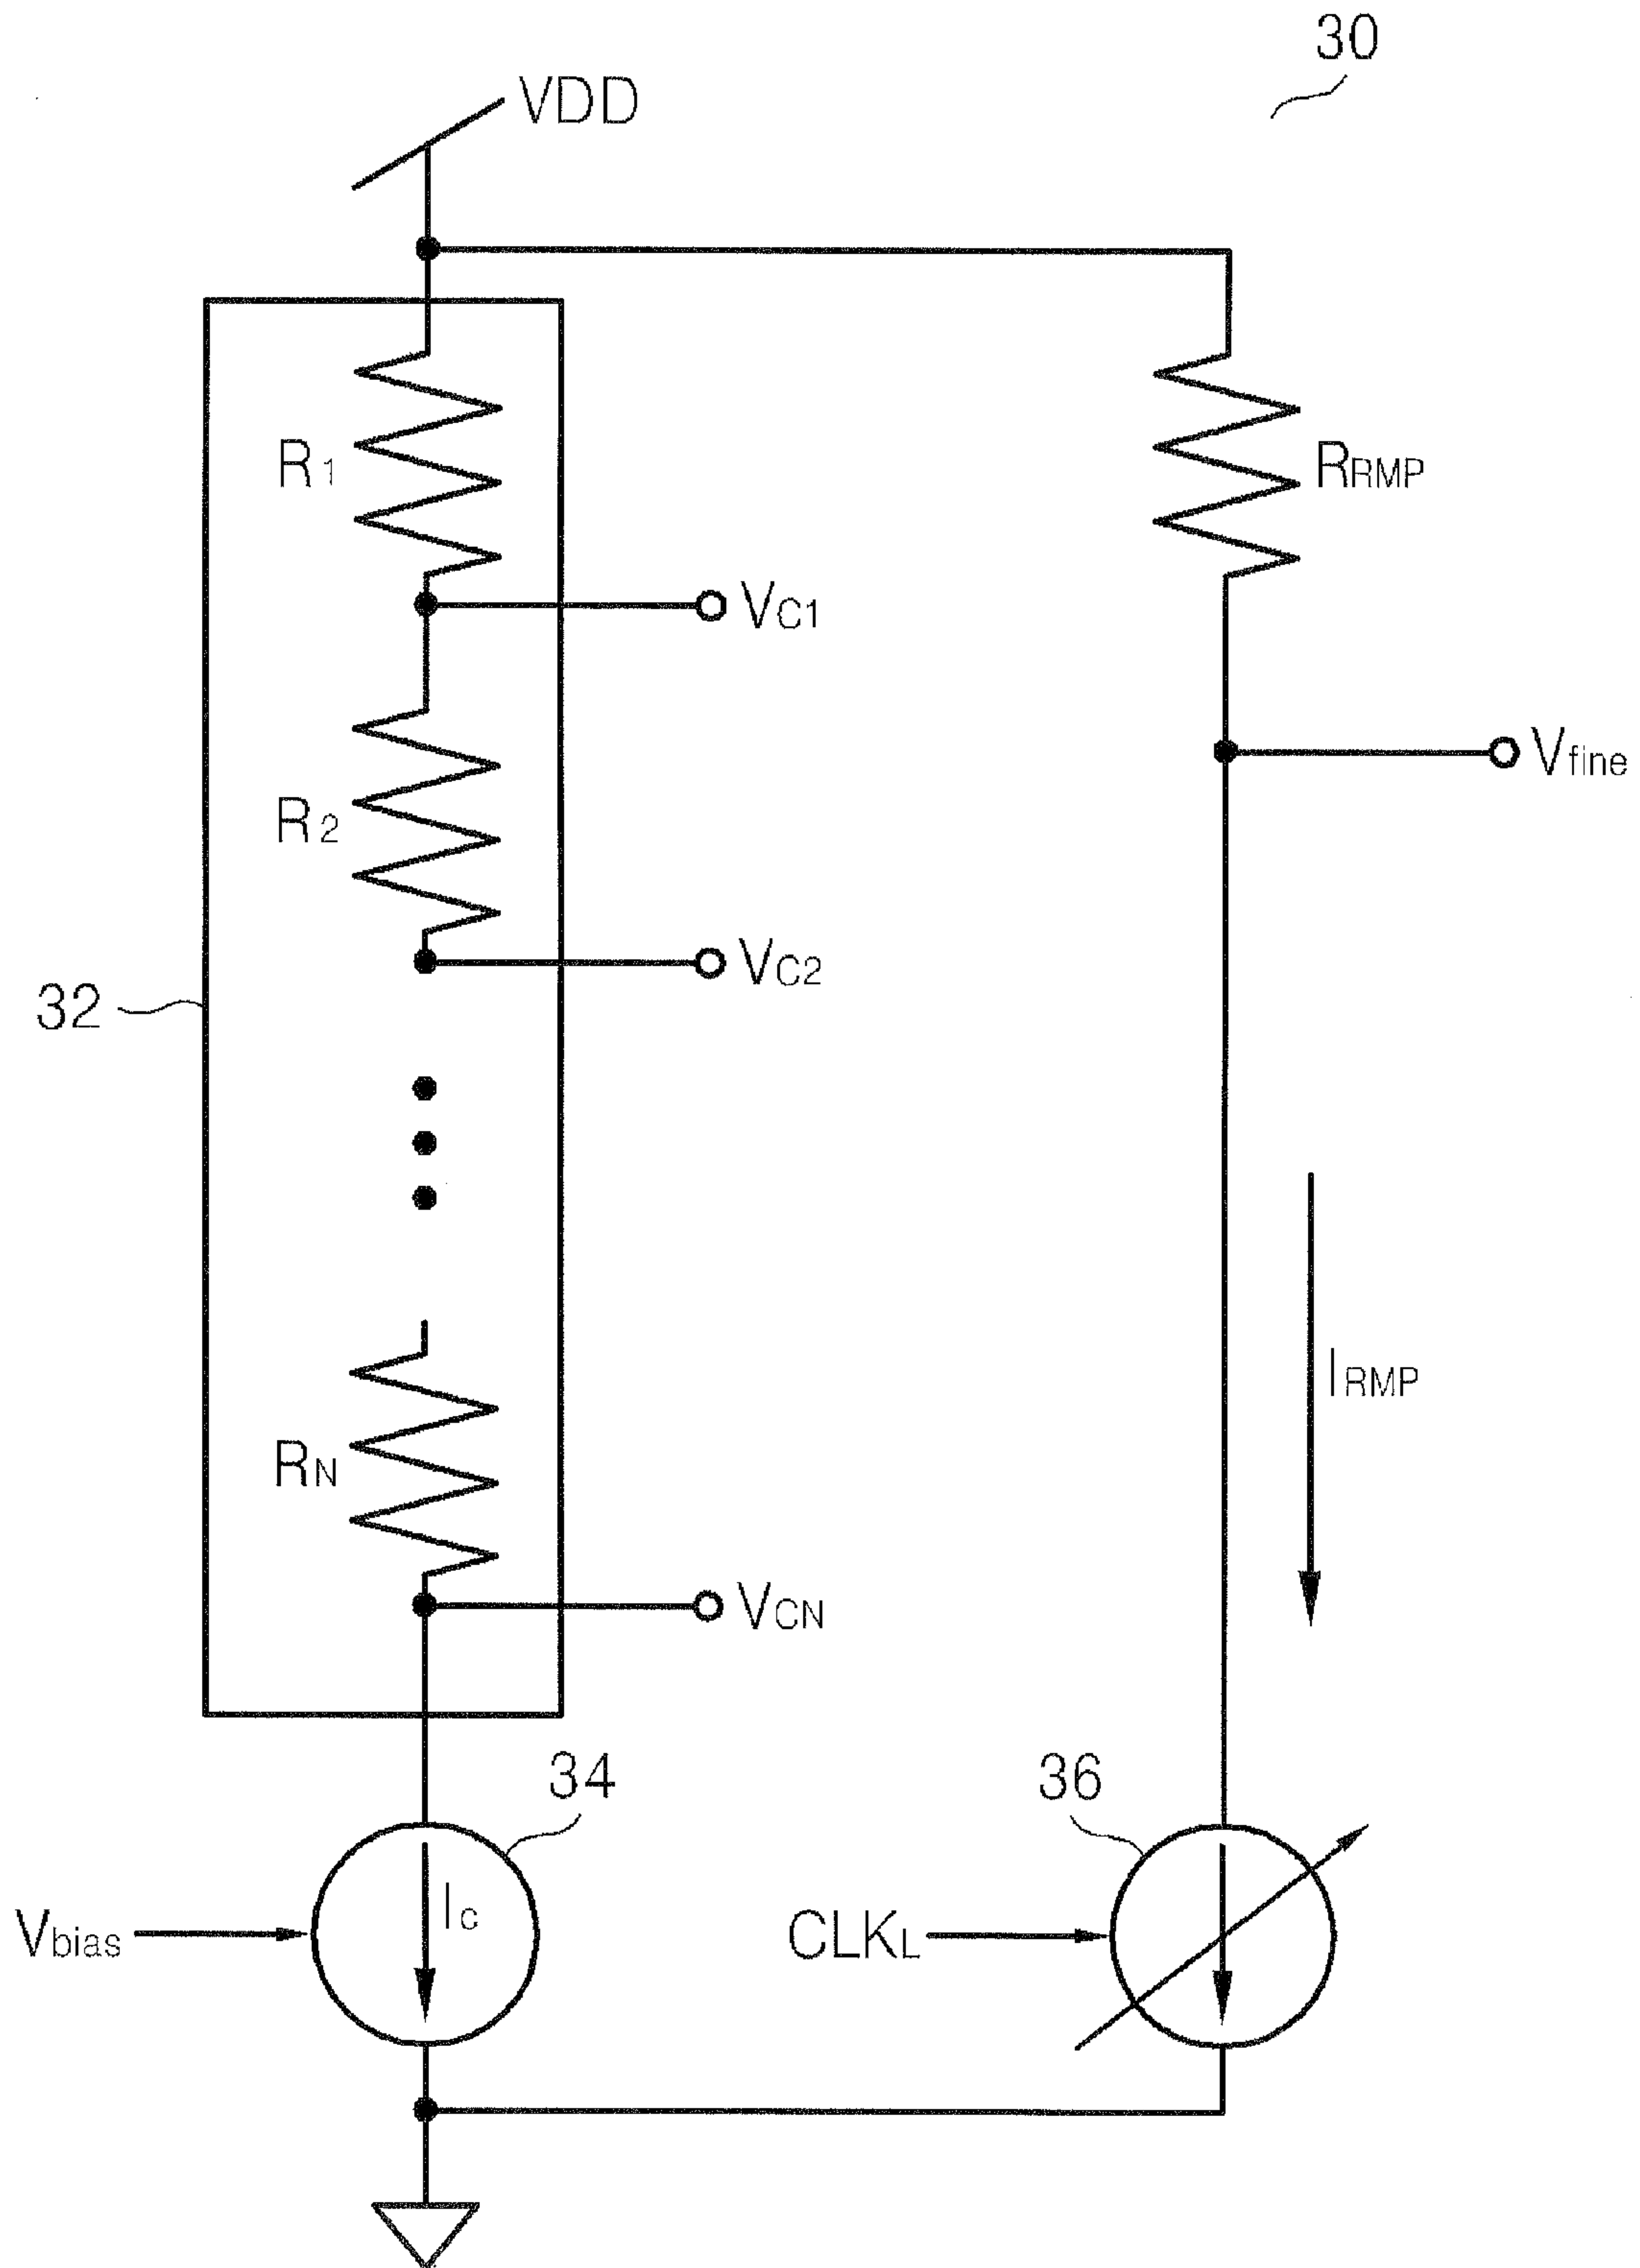 30
VDD
R1
RRMP
VC1
Vfine
R2
VC2
32
IRMP
RN
VCN
34
36
Vbias
Ic
CLKL